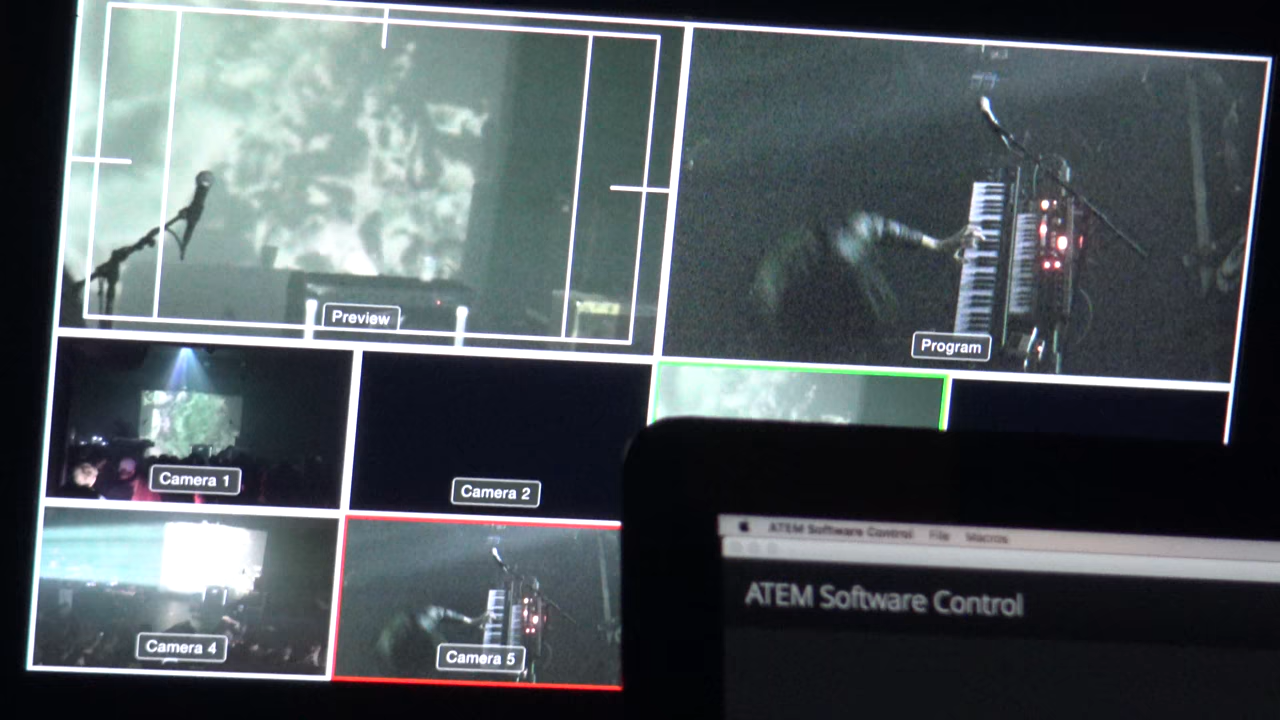 Preview
Program
Camera 1
Camera 2
Camera 4
Camera 5
ATEM Software Control File Macros
ATEM Software Control